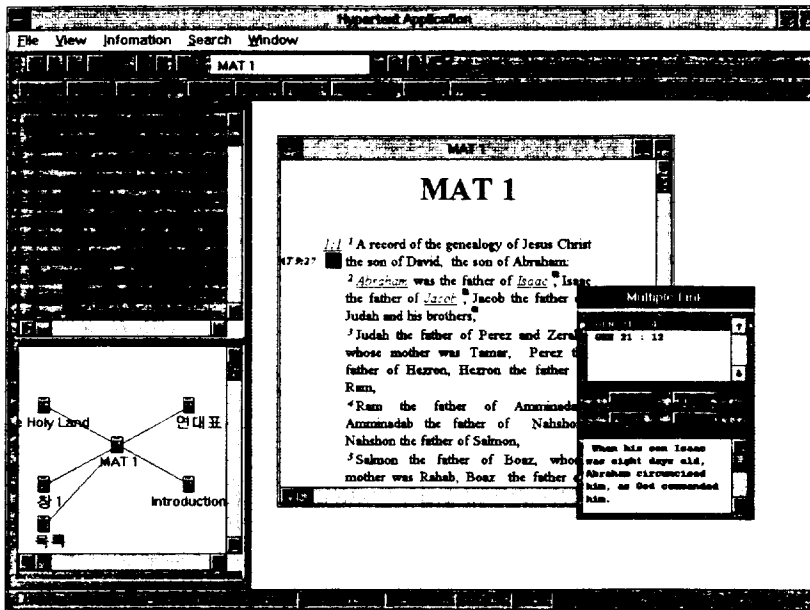 Hypertext Application
File View Infomation Search Window
MAT 1
MAT 1
MAT 1
1:1 1 A record of the genealogy of Jesus Christ
the son of David, the son of Abraham:
2 Abraham was the father of Isaac, Isaac
the father of Jacob, Jacob the father
Judah and his brothers,
3 Judah the father of Perez and
whose mother was Tamar, Perez
father of Hezron, Hezron the father
Ram,
4 Ram the father of
Amminadab the father of
Nahshon the father of Salmon,
5 Salmon the father of Boaz,
mother was Rahab, Boaz the father
Multiple Link
GEN 21 : 12
When his son Isaac
was eight days old,
Abraham circumcised
him, as God commanded
him.
Holy Land
연대표
MAT 1
창 1
Introduction
목록